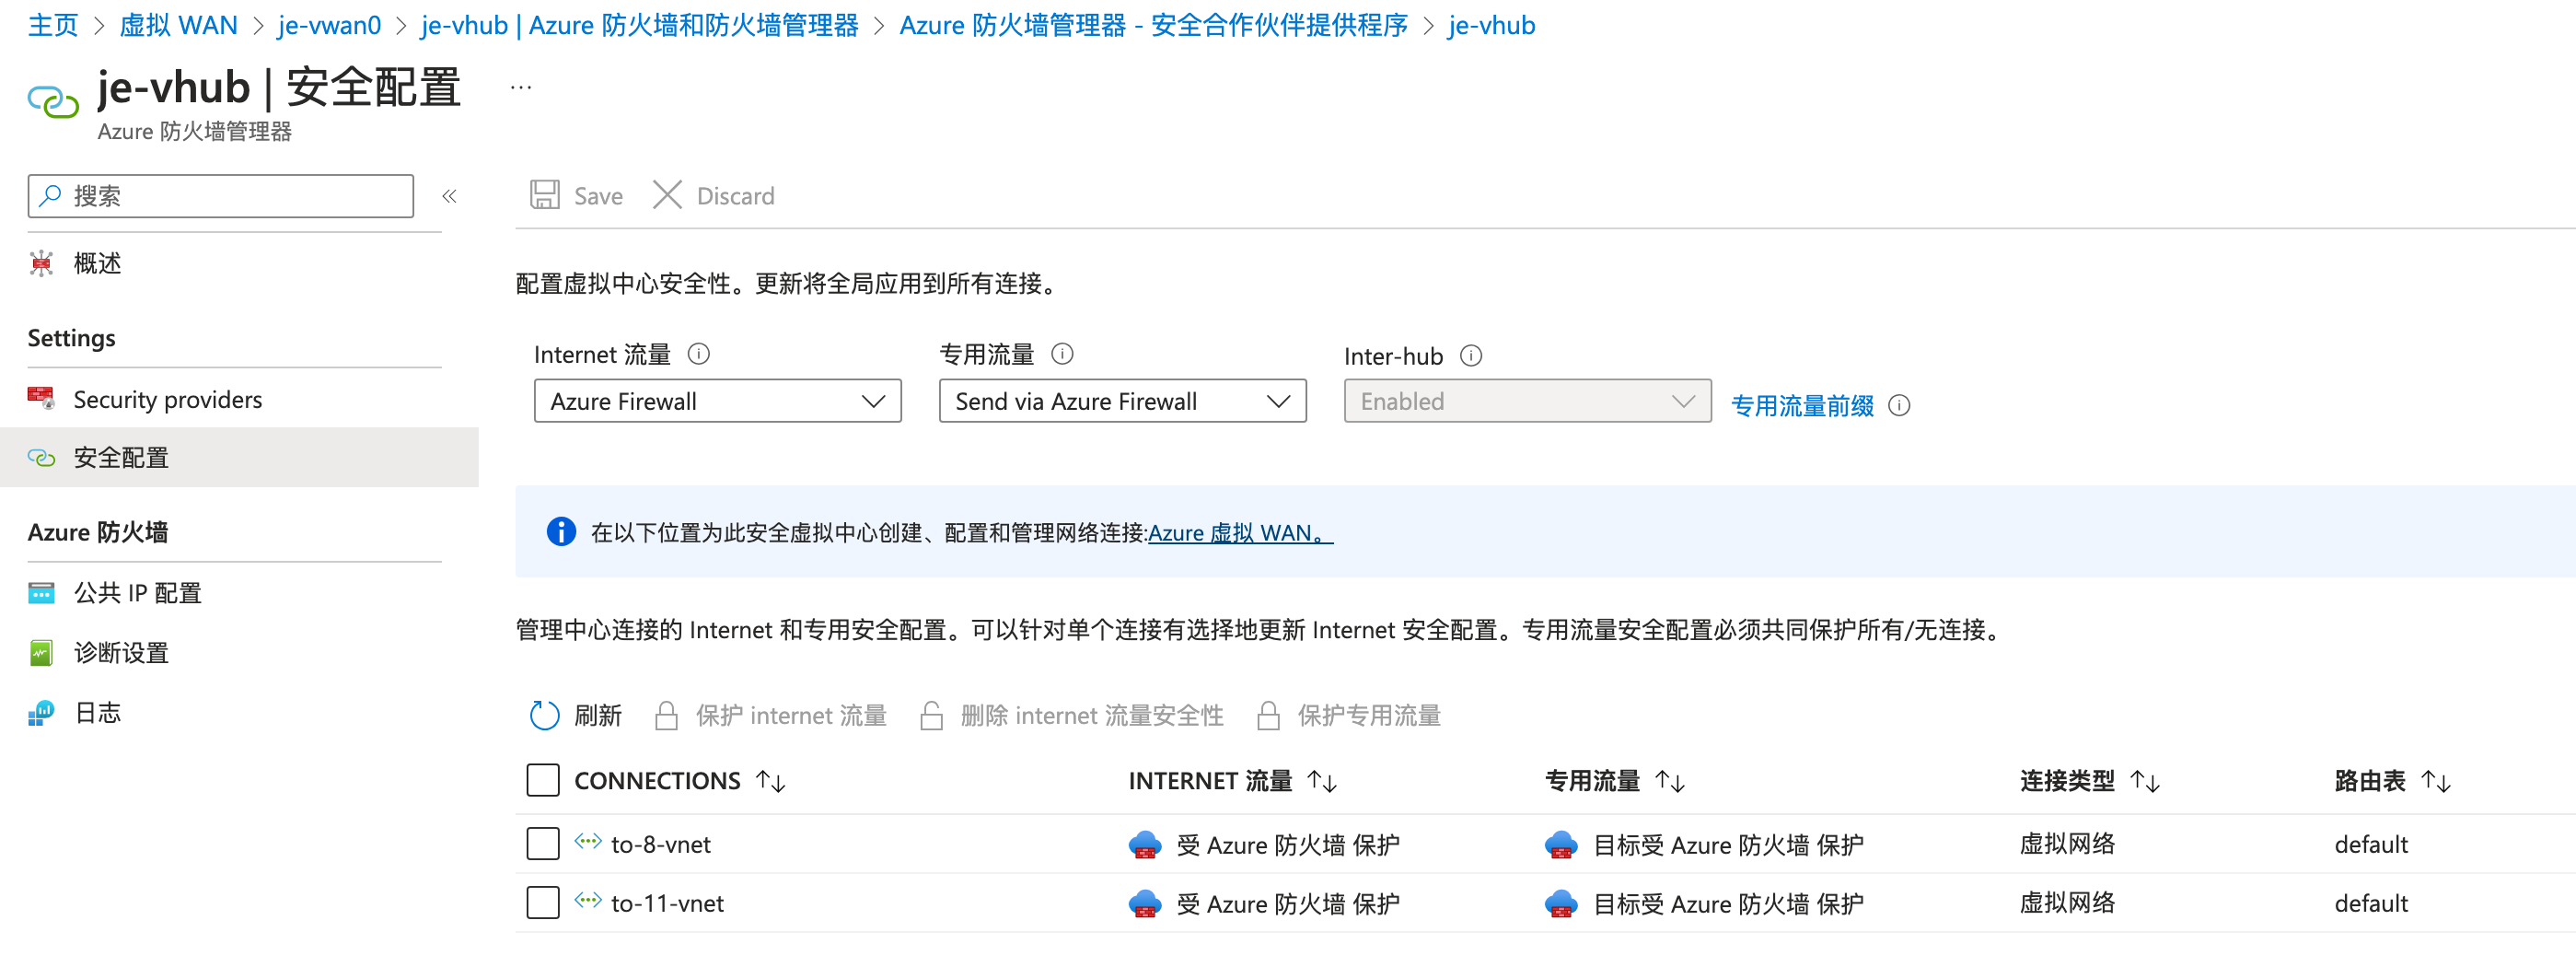 主页 > 虚拟 WAN > je-vwan0 > je-vhub | Azure 防火墙和防火墙管理器 > Azure 防火墙管理器 - 安全合作伙伴提供程序 > je-vhub
je-vhub | 安全配置 ...
Azure 防火墙管理器
搜索 «
概述
Settings
Security providers
安全配置
Azure 防火墙
公共 IP 配置
诊断设置
日志
Save Discard
配置虚拟中心安全性。更新将全局应用到所有连接。
Internet 流量 专用流量 Inter-hub
Azure Firewall Send via Azure Firewall Enabled 专用流量前缀
在以下位置为此安全虚拟中心创建、配置和管理网络连接:Azure 虚拟 WAN。
管理中心连接的 Internet 和专用安全配置。可以针对单个连接有选择地更新 Internet 安全配置。专用流量安全配置必须共同保护所有/无连接。
刷新 保护 internet 流量 删除 internet 流量安全性 保护专用流量
CONNECTIONS ↑↓ INTERNET 流量 ↑↓ 专用流量 ↑↓ 连接类型 ↑↓ 路由表 ↑↓
to-8-vnet 受 Azure 防火墙 保护 目标受 Azure 防火墙 保护 虚拟网络 default
to-11-vnet 受 Azure 防火墙 保护 目标受 Azure 防火墙 保护 虚拟网络 default